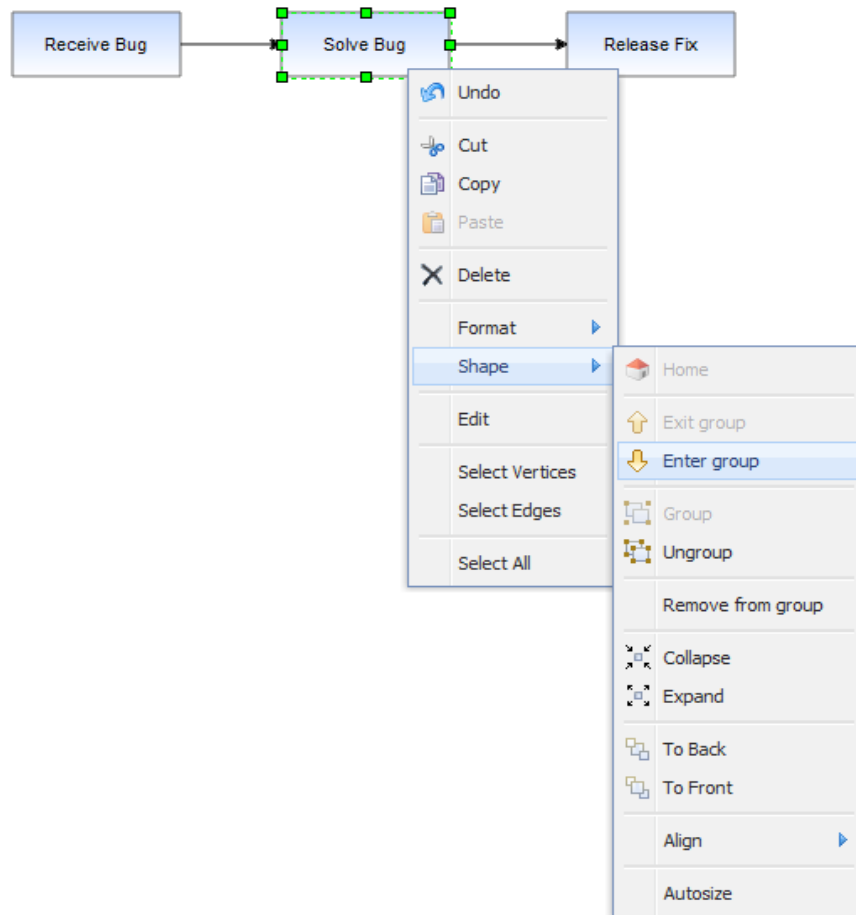 Receive Bug
Solve Bug
Release Fix
Undo
Cut
Copy
Paste
Delete
Format
Shape
Edit
Select Vertices
Select Edges
Select All
Home
Exit group
Enter group
Group
Ungroup
Remove from group
Collapse
Expand
To Back
To Front
Align
Autosize